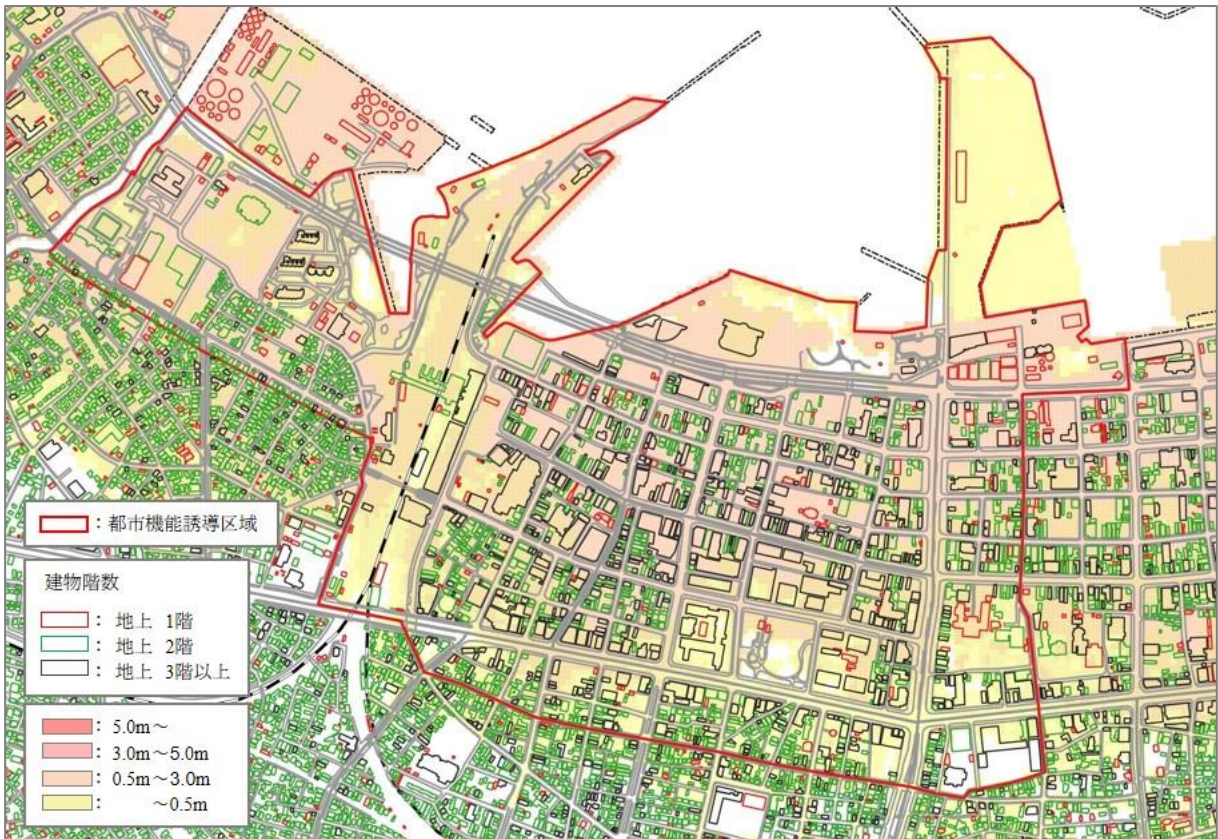 ：都市機能誘導区域
建物階数
：地上 1階
：地上 2階
：地上 3階以上
：5.0m～
：3.0m～5.0m
：0.5m～3.0m
：～0.5m